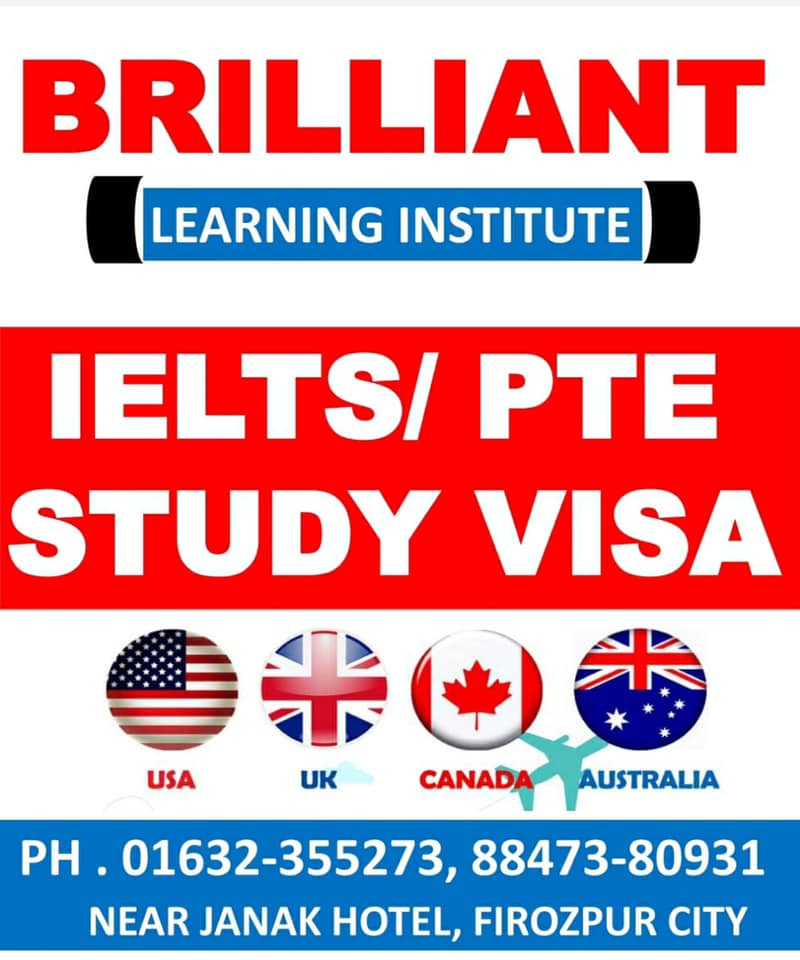 BRILLIANT
LEARNING INSTITUTE
IELTS/ PTE
STUDY VISA
USA UK CANADA AUSTRALIA
PH . 01632-355273, 88473-80931
NEAR JANAK HOTEL, FIROZPUR CITY